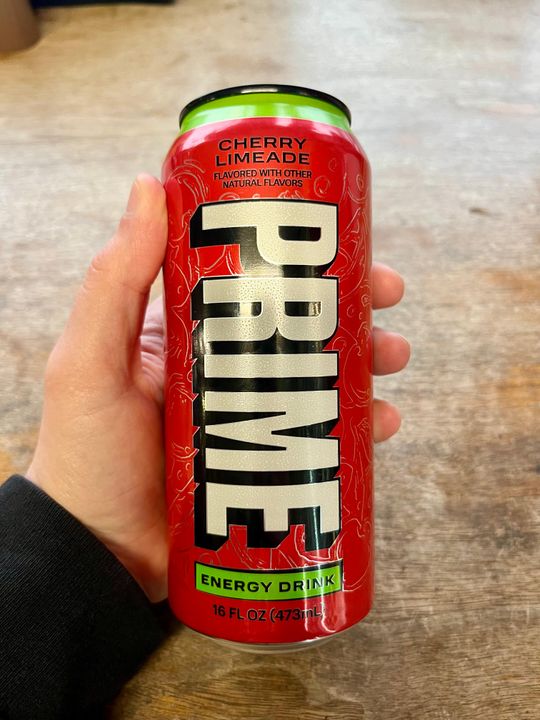 CHERRY
LIMEADE
FLAVORED WITH OTHER
NATURAL FLAVORS
PRIME
ENERGY DRINK
16 FL OZ (473mL)